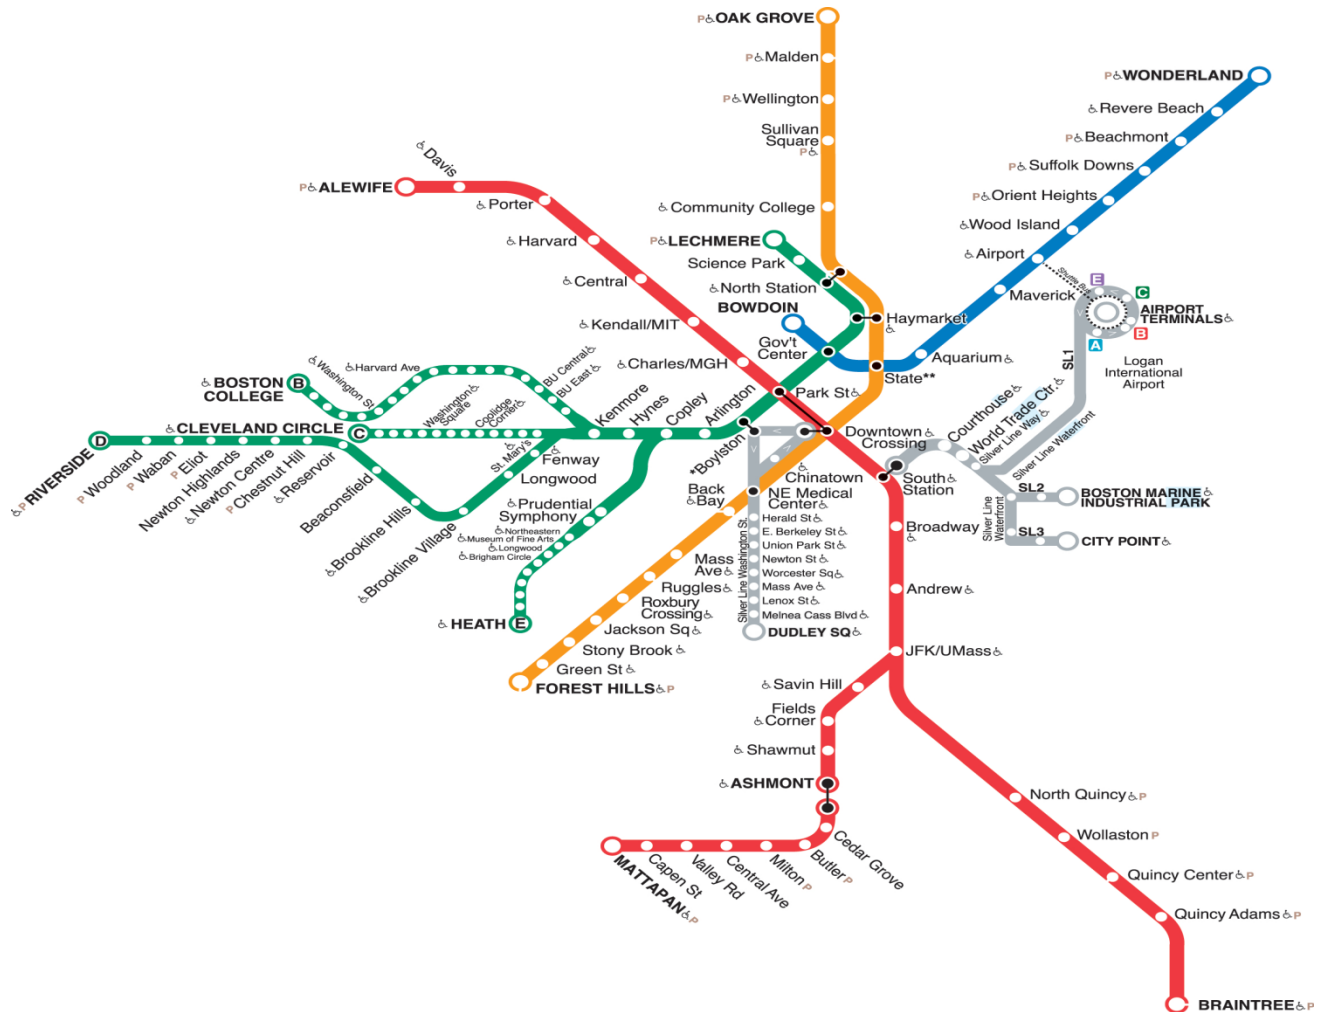 P♿OAK GROVE
P♿Malden
P♿Wellington
Sullivan
Square
P♿
♿Community College
P♿WONDERLAND
♿Revere Beach
P♿Beachmont
P♿Suffolk Downs
P♿Orient Heights
♿Wood Island
♿Airport
Shuttle Bus
Maverick
E
C
A
B
AIRPORT
TERMINALS♿
Logan
International
Airport
SL1
♿Davis
P♿ALEWIFE
♿Porter
♿Harvard
♿Central
♿Kendall/MIT
♿Charles/MGH
P♿LECHMERE
Science Park
♿North Station
BOWDOIN
Haymarket
♿
Gov't
Center
Aquarium♿
State**
Park St♿
Downtown♿
Crossing
*Boylston
Arlington
Copley
Hynes
Kenmore
BU Central♿
BU East♿
♿Harvard Ave
♿Washington St
♿BOSTON
COLLEGE
B
Washington♿
Square
Coolidge
Corner♿
♿
St. Mary's
♿CLEVELAND CIRCLE
C
D
♿P RIVERSIDE
P Woodland
P Waban
P Eliot
Newton Highlands
♿Newton Centre
P Chestnut Hill
♿Reservoir
Beaconsfield
♿Brookline Hills
♿Brookline Village
♿
Fenway
Longwood
♿Prudential
Symphony
♿Northeastern
♿Museum of Fine Arts
♿Longwood
♿Brigham Circle
♿HEATH
E
Chinatown
♿
Back
♿Bay
NE Medical
Center♿
Mass
Ave♿
Ruggles♿
Roxbury
Crossing♿
Jackson Sq♿
Stony Brook♿
Green St♿
FOREST HILLS♿P
Silver Line Washington St.
Herald St♿
E. Berkeley St♿
Union Park St♿
Newton St♿
Worcester Sq♿
Mass Ave♿
Lenox St♿
Melnea Cass Blvd♿
DUDLEY SQ♿
South♿
Station
Courthouse♿
World Trade Ctr.♿
Silver Line Way♿
Silver Line Waterfront
Silver Line
Waterfront
SL2
BOSTON MARINE♿
INDUSTRIAL PARK
SL3
CITY POINT♿
Broadway
♿
Andrew♿
JFK/UMass♿
♿Savin Hill
Fields
♿Corner
♿Shawmut
♿ASHMONT
Cedar Grove
Butler P
Milton P
Central Ave
Valley Rd
Capen St
MATTAPAN♿P
North Quincy♿P
Wollaston P
Quincy Center♿P
Quincy Adams♿P
BRAINTREE♿P